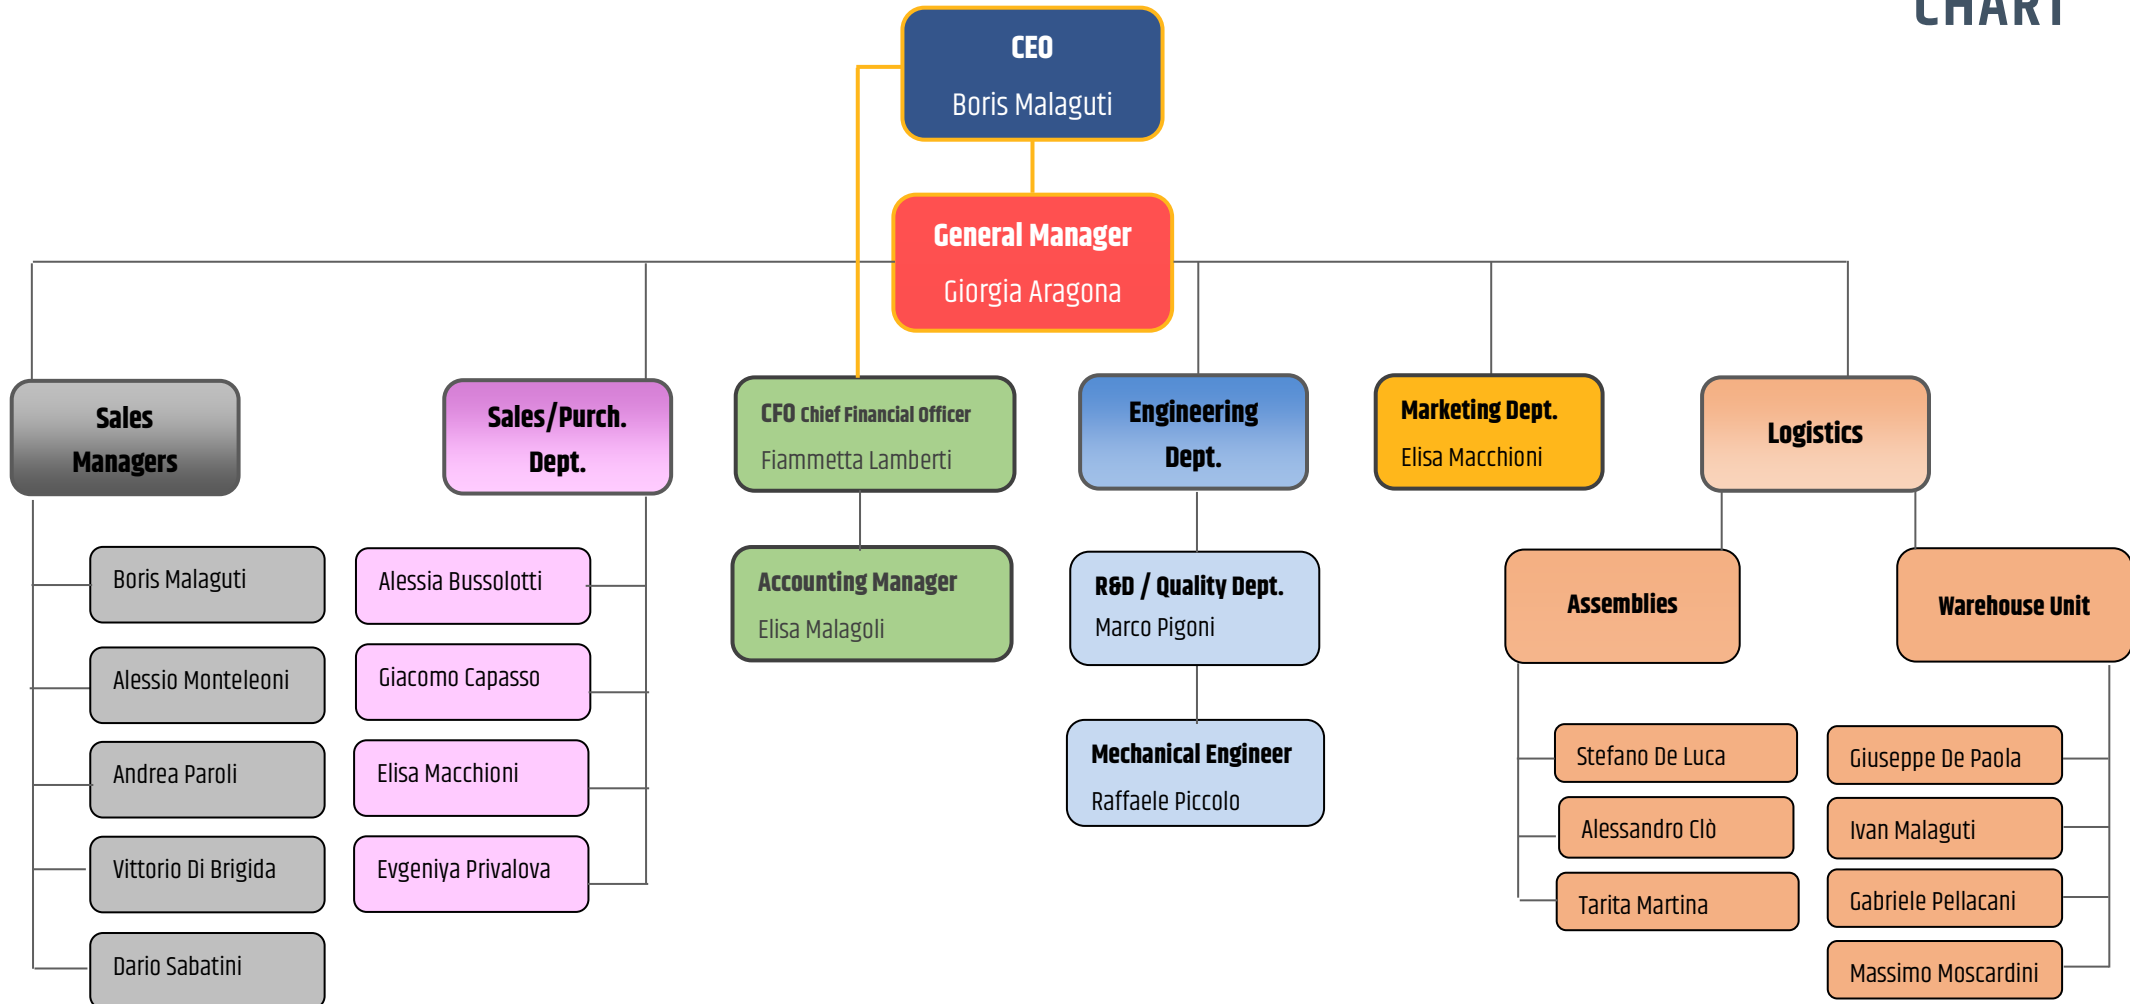 CHART
CEO
Boris Malaguti
General Manager
Giorgia Aragona
Sales
Managers
Boris Malaguti
Alessio Monteleoni
Andrea Paroli
Vittorio Di Brigida
Dario Sabatini
Sales/Purch.
Dept.
Alessia Bussolotti
Giacomo Capasso
Elisa Macchioni
Evgeniya Privalova
CFO Chief Financial Officer
Fiammetta Lamberti
Accounting Manager
Elisa Malagoli
Engineering
Dept.
R&D / Quality Dept.
Marco Pigoni
Mechanical Engineer
Raffaele Piccolo
Marketing Dept.
Elisa Macchioni
Logistics
Assemblies
Stefano De Luca
Alessandro Clò
Tarita Martina
Warehouse Unit
Giuseppe De Paola
Ivan Malaguti
Gabriele Pellacani
Massimo Moscardini